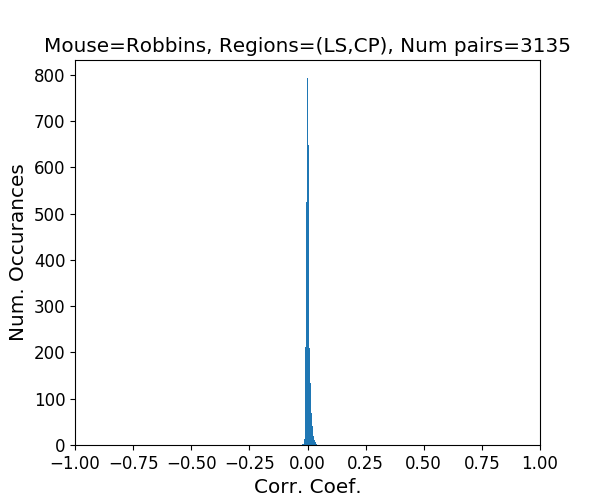 Mouse=Robbins, Regions=(LS,CP), Num pairs=3135
800
700
600
500
400
300
200
100
0
Num. Occurances
−1.00 −0.75 −0.50 −0.25 0.00 0.25 0.50 0.75 1.00
Corr. Coef.